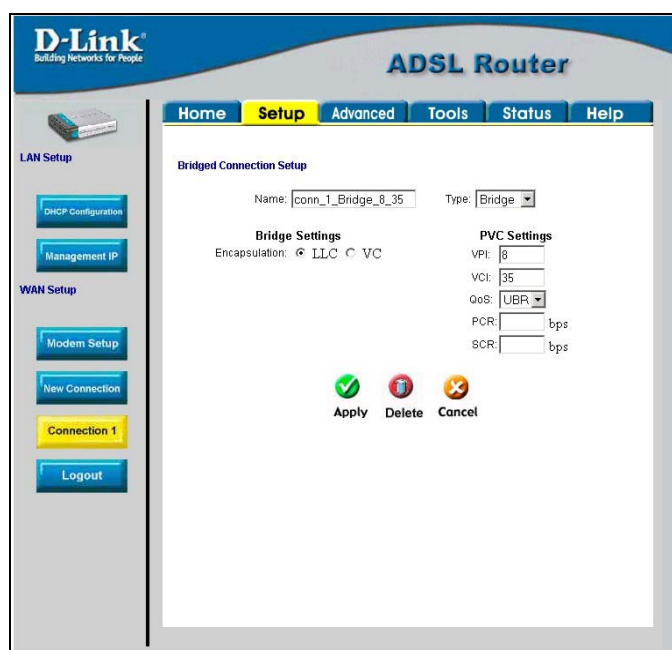 D-Link®
Building Networks for People
ADSL Router
Home Setup Advanced Tools Status Help
LAN Setup
DHCP Configuration
Management IP
WAN Setup
Modem Setup
New Connection
Connection 1
Logout
Bridged Connection Setup
Name: conn_1_Bridge_8_35 Type: Bridge
Bridge Settings
Encapsulation: LLC VC
PVC Settings
VPI: 8
VCI: 35
QoS: UBR
PCR: bps
SCR: bps
Apply Delete Cancel